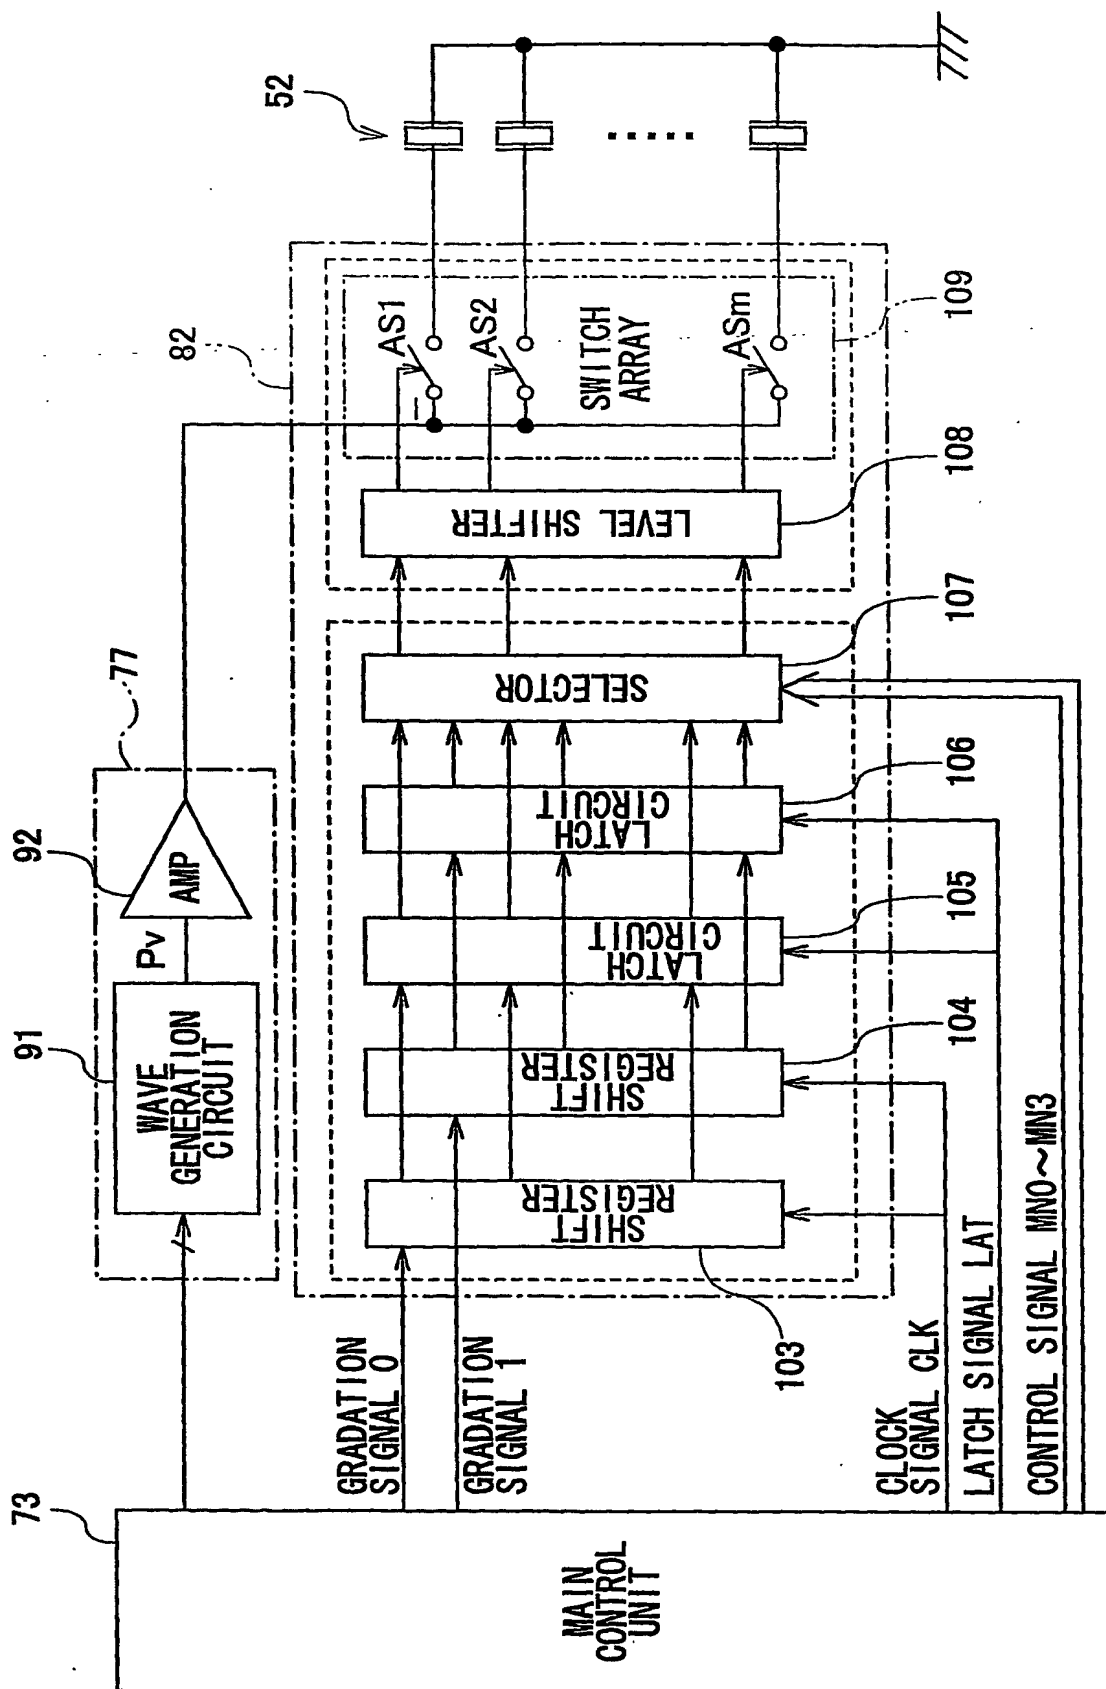 73
MAIN
CONTROL
UNIT
GRADATION
SIGNAL 0
GRADATION
SIGNAL 1
CLOCK
SIGNAL CLK
LATCH SIGNAL LAT
CONTROL SIGNAL MN0~MN3
77
91
WAVE
GENERATION
CIRCUIT
Pv
92
AMP
82
103
SHIFT
REGISTER
104
SHIFT
REGISTER
105
LATCH
CIRCUIT
106
LATCH
CIRCUIT
107
SELECTOR
108
LEVEL SHIFTER
109
AS1
AS2
SWITCH
ARRAY
ASm
52